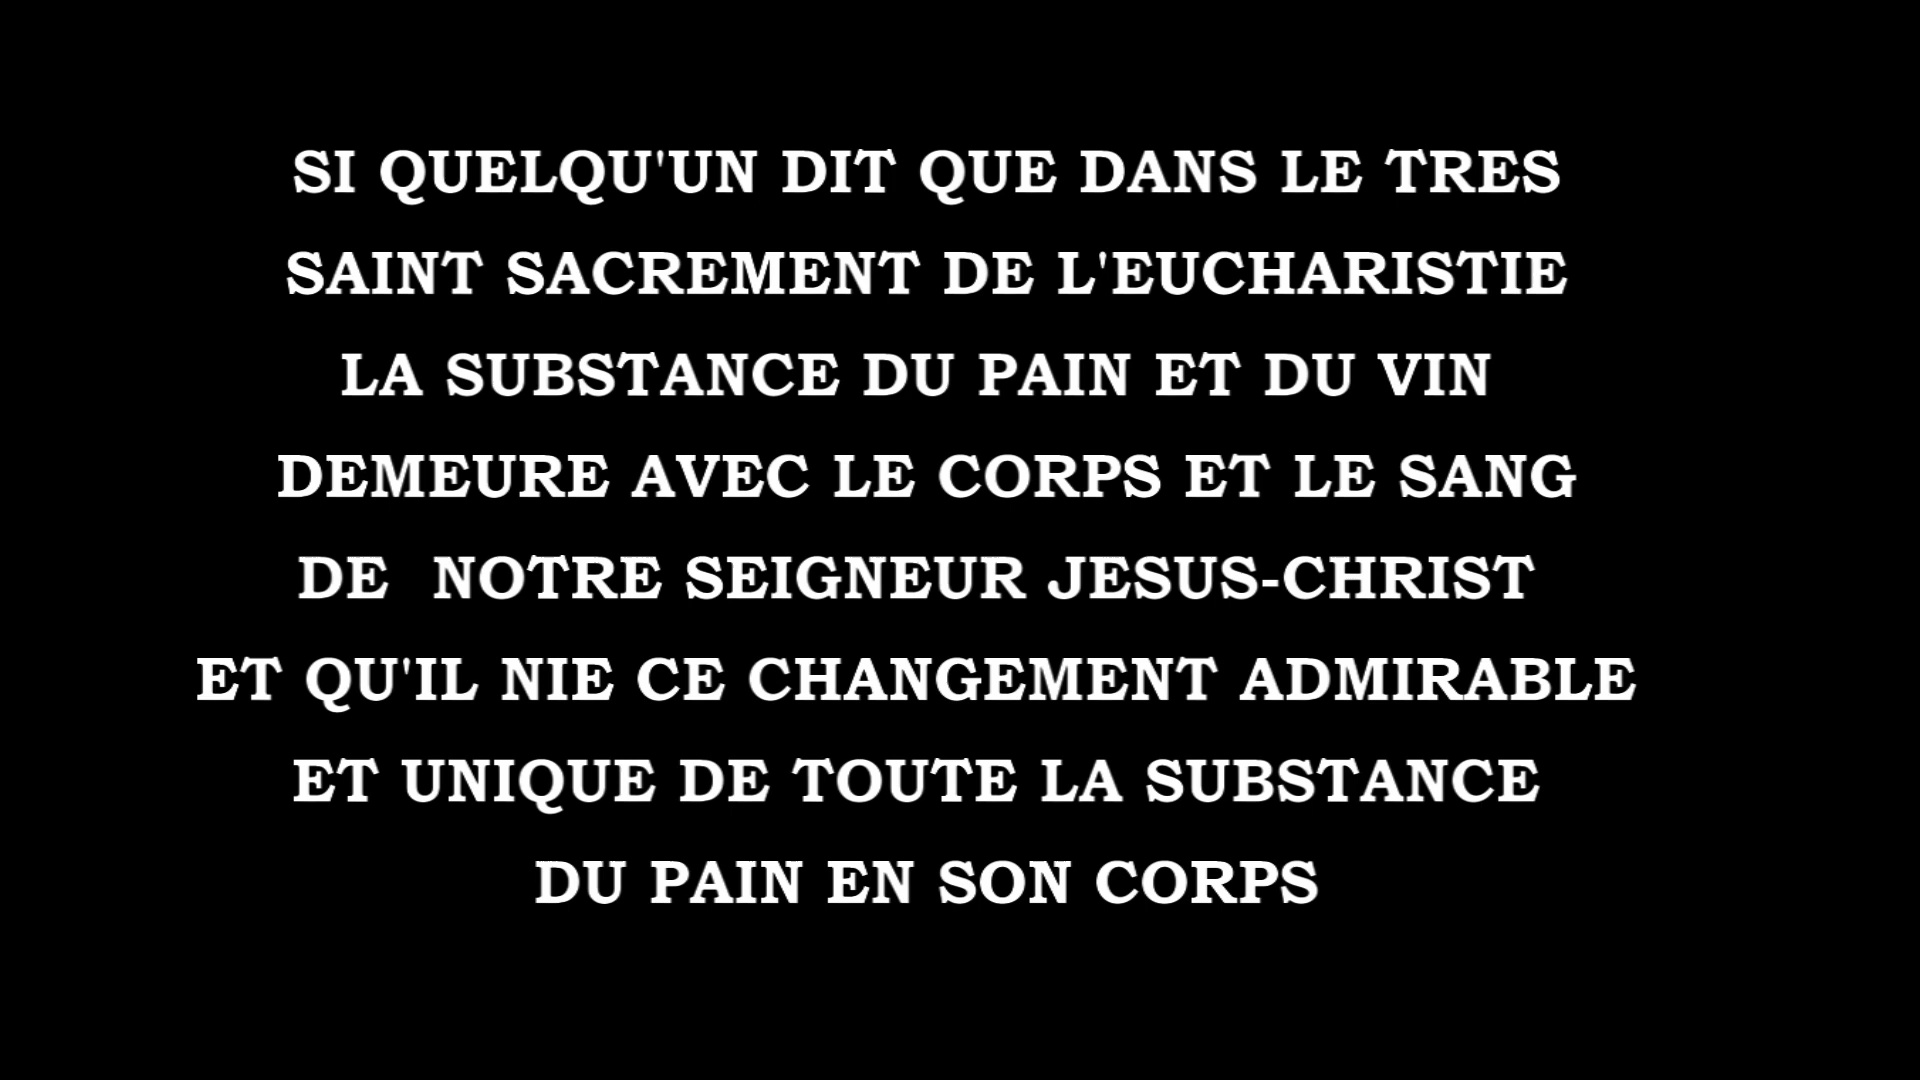 SI QUELQU'UN DIT QUE DANS LE TRES
SAINT SACREMENT DE L'EUCHARISTIE
LA SUBSTANCE DU PAIN ET DU VIN
DEMEURE AVEC LE CORPS ET LE SANG
DE  NOTRE SEIGNEUR JESUS-CHRIST
ET QU'IL NIE CE CHANGEMENT ADMIRABLE
ET UNIQUE DE TOUTE LA SUBSTANCE
DU PAIN EN SON CORPS